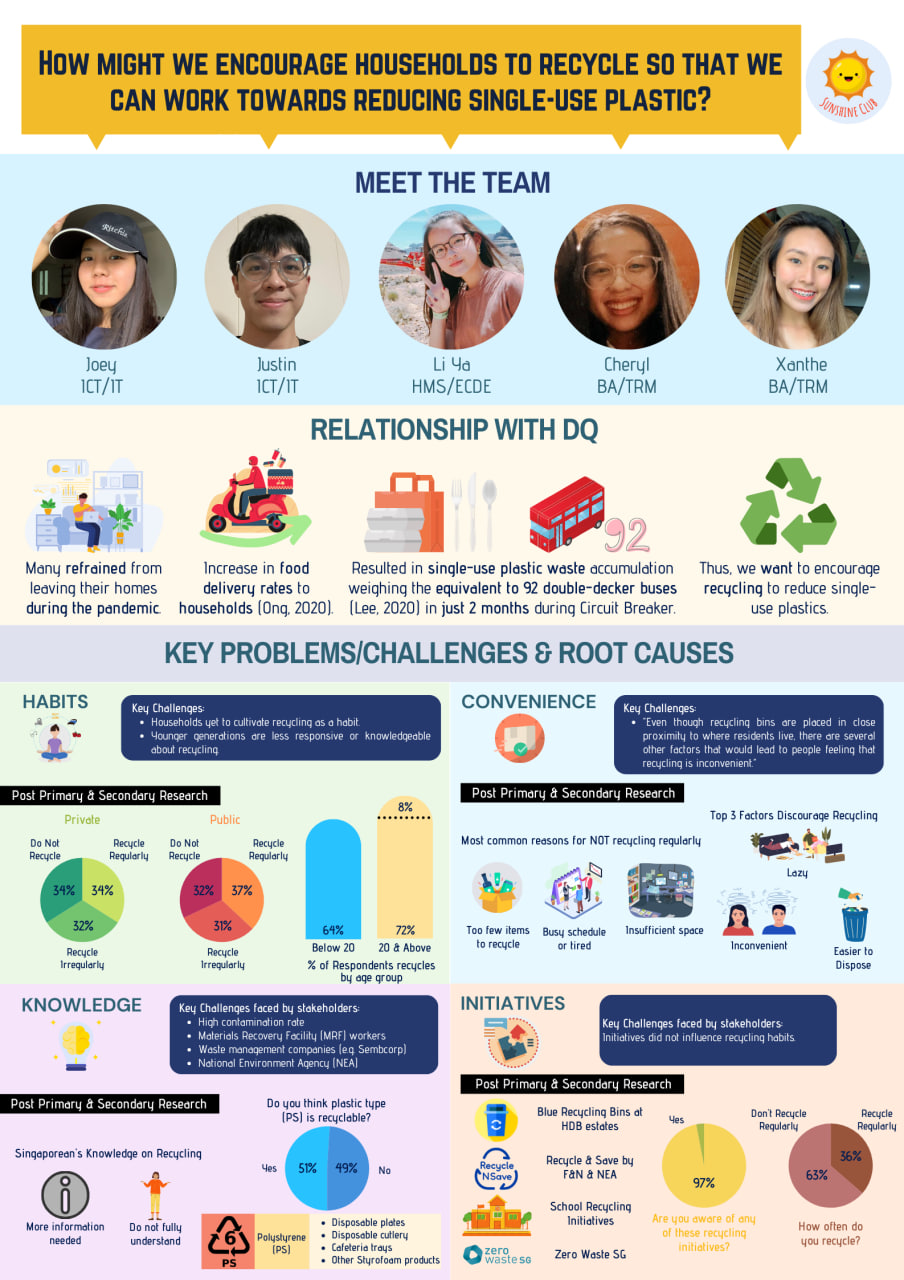 How might we encourage households to recycle so that we
can work towards reducing single-use plastic?
Sunshine Club
MEET THE TEAM
Ritchis
Joey
ICT/IT
Justin
ICT/IT
Li Ya
HMS/ECDE
Cheryl
BA/TRM
Xanthe
BA/TRM
RELATIONSHIP WITH DQ
92
Many refrained from
leaving their homes
during the pandemic.
Increase in food
delivery rates to
households (Ong, 2020).
Resulted in single-use plastic waste accumulation
weighing the equivalent to 92 double-decker buses
(Lee, 2020) in just 2 months during Circuit Breaker.
Thus, we want to encourage
recycling to reduce single-
use plastics.
KEY PROBLEMS/CHALLENGES & ROOT CAUSES
HABITS
Key Challenges:
• Households yet to cultivate recycling as a habit.
• Younger generations are less responsive or knowledgeable
about recycling.
Post Primary & Secondary Research
Private
Do Not
Recycle
Recycle
Regularly
34%
34%
32%
Recycle
Irregularly
Public
Do Not
Recycle
Recycle
Regularly
32%
37%
31%
Recycle
Irregularly
8%
64%
72%
Below 20
20 & Above
% of Respondents recycles
by age group
CONVENIENCE
Key Challenges:
• "Even though recycling bins are placed in close
proximity to where residents live, there are several
other factors that would lead to people feeling that
recycling is inconvenient."
Post Primary & Secondary Research
Most common reasons for NOT recycling regularly
Too few items
to recycle
Busy schedule
or tired
Insufficient space
Top 3 Factors Discourage Recycling
Lazy
Inconvenient
Easier to
Dispose
KNOWLEDGE
Key Challenges faced by stakeholders:
• High contamination rate
• Materials Recovery Facility (MRF) workers
• Waste management companies (e.g. Sembcorp)
• National Environment Agency (NEA)
Post Primary & Secondary Research
Singaporean's Knowledge on Recycling
More information
needed
Do not fully
understand
Do you think plastic type
(PS) is recyclable?
Yes
51%
49%
No
6
PS
Polystyrene
(PS)
• Disposable plates
• Disposable cutlery
• Cafeteria trays
• Other Styrofoam products
INITIATIVES
Key Challenges faced by stakeholders:
Initiatives did not influence recycling habits.
Post Primary & Secondary Research
Blue Recycling Bins at
HDB estates
Recycle
NSave
Recycle & Save by
F&N & NEA
School Recycling
Initiatives
zero
waste SG
Zero Waste SG
Yes
97%
Are you aware of any
of these recycling
initiatives?
Don't Recycle
Regularly
Recycle
Regularly
63%
36%
How often do
you recycle?